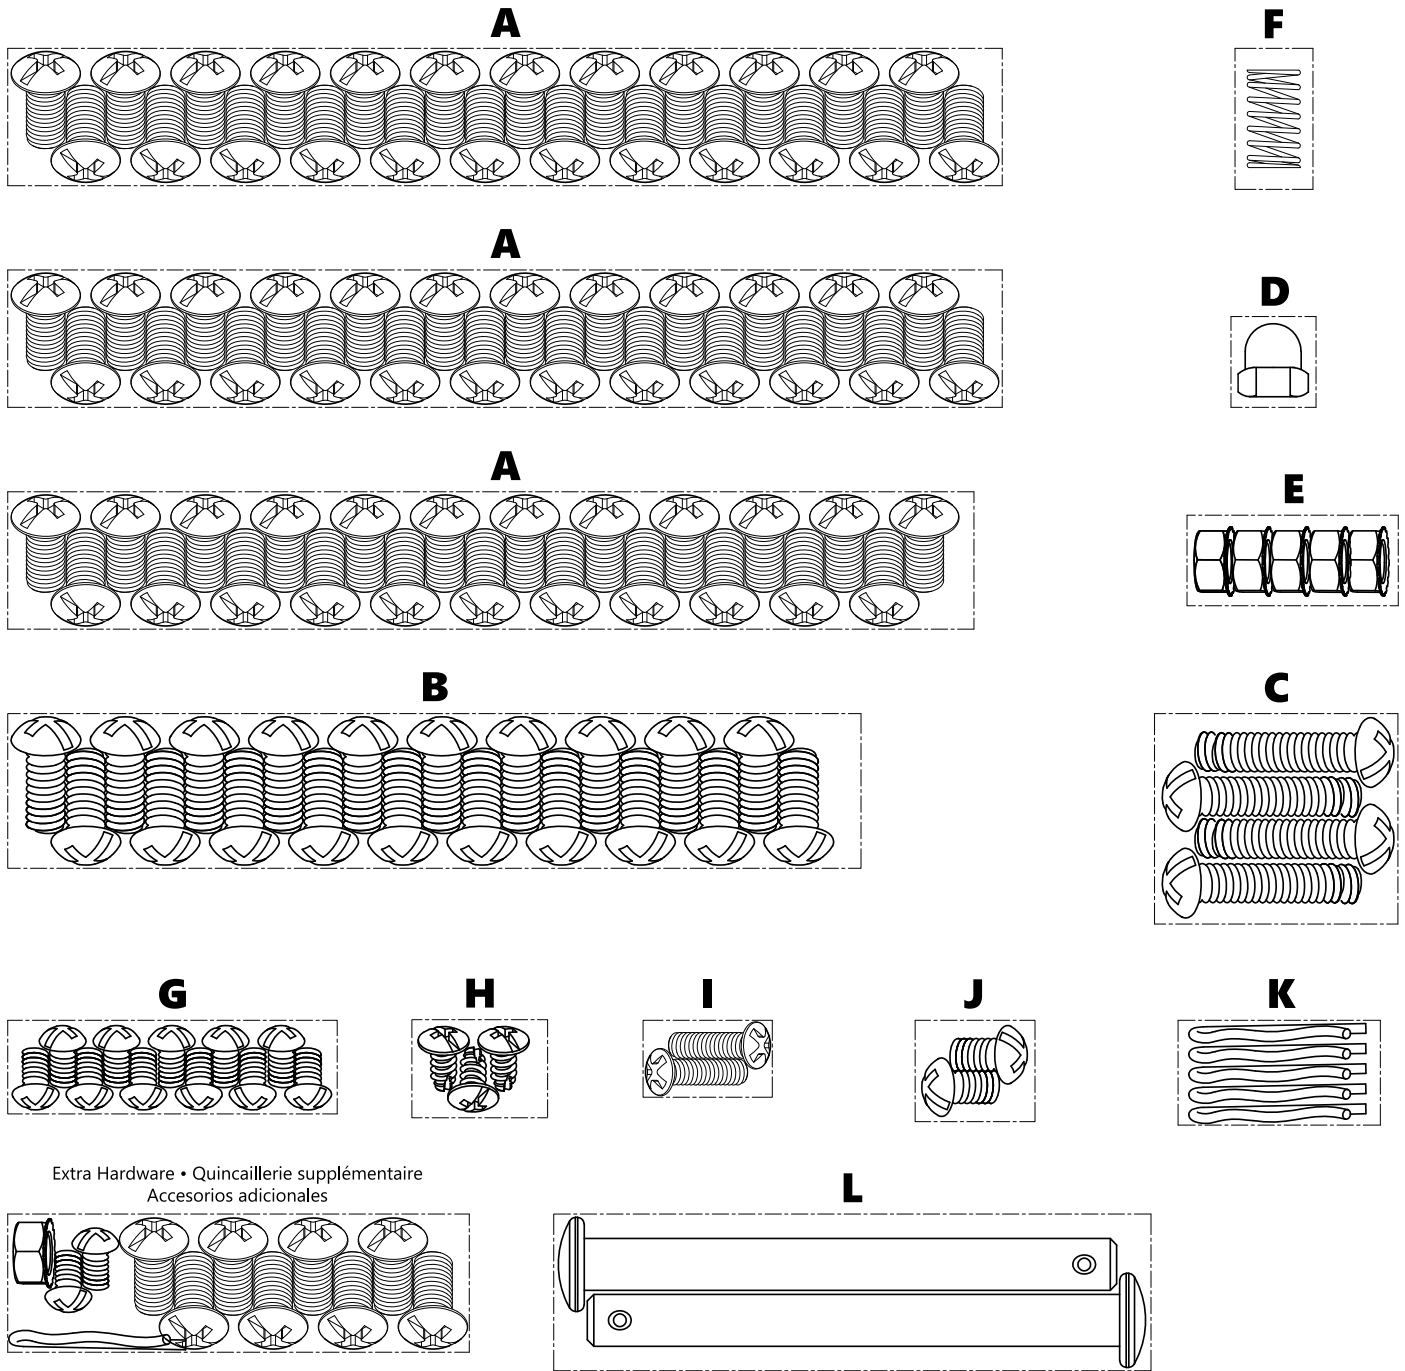 A
F
A
D
A
E
B
C
G
H
I
J
K
Extra Hardware • Quincaillerie supplémentaire
Accesorios adicionales
L